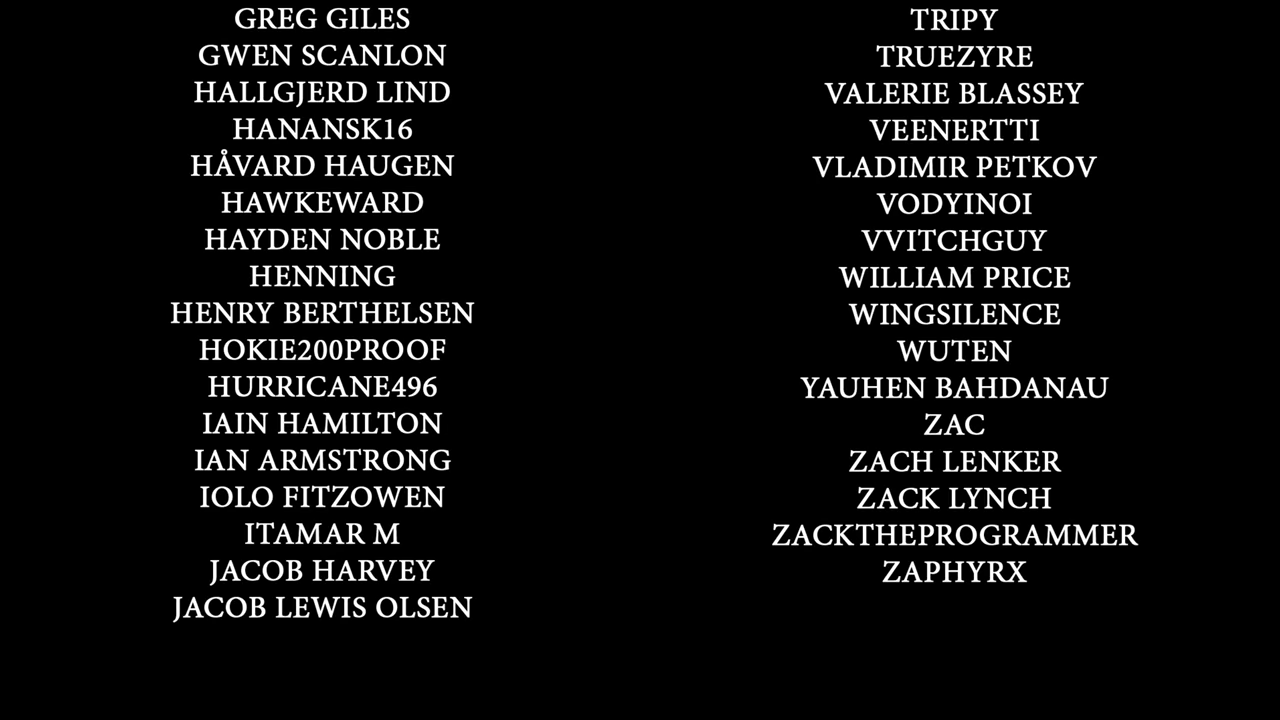 GREG GILES
GWEN SCANLON
HALLGJERD LIND
HANANSK16
HÅVARD HAUGEN
HAWKEWARD
HAYDEN NOBLE
HENNING
HENRY BERTHELSEN
HOKIE200PROOF
HURRICANE496
IAIN HAMILTON
IAN ARMSTRONG
IOLO FITZOWEN
ITAMAR M
JACOB HARVEY
JACOB LEWIS OLSEN
TRIPY
TRUEZYRE
VALERIE BLASSEY
VEENERTTI
VLADIMIR PETKOV
VODYINOI
VVITCHGUY
WILLIAM PRICE
WINGSILENCE
WUTEN
YAUHEN BAHDANAU
ZAC
ZACH LENKER
ZACK LYNCH
ZACKTHEPROGRAMMER
ZAPHYRX